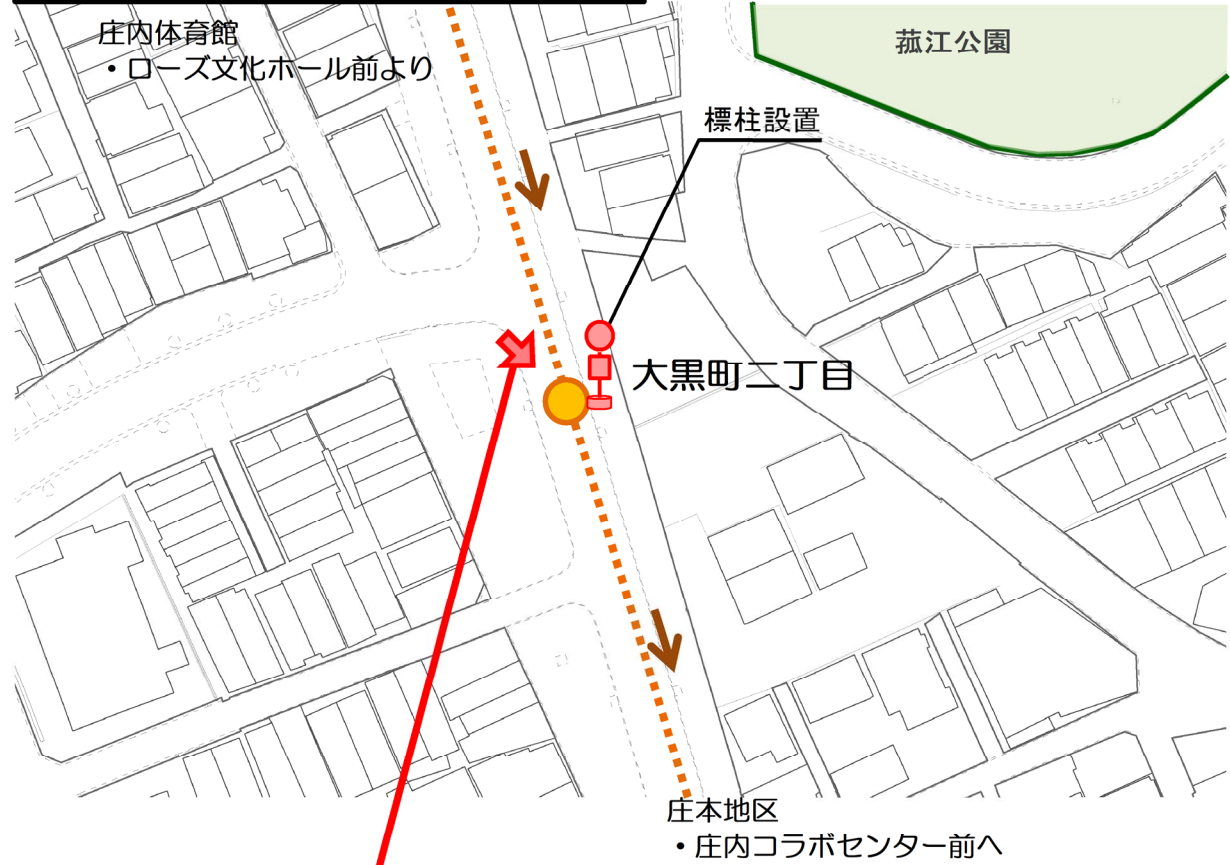 庄内体育館
・ローズ文化ホール前より
菰江公園
標柱設置
大黒町二丁目
庄本地区
・庄内コラボセンター前へ